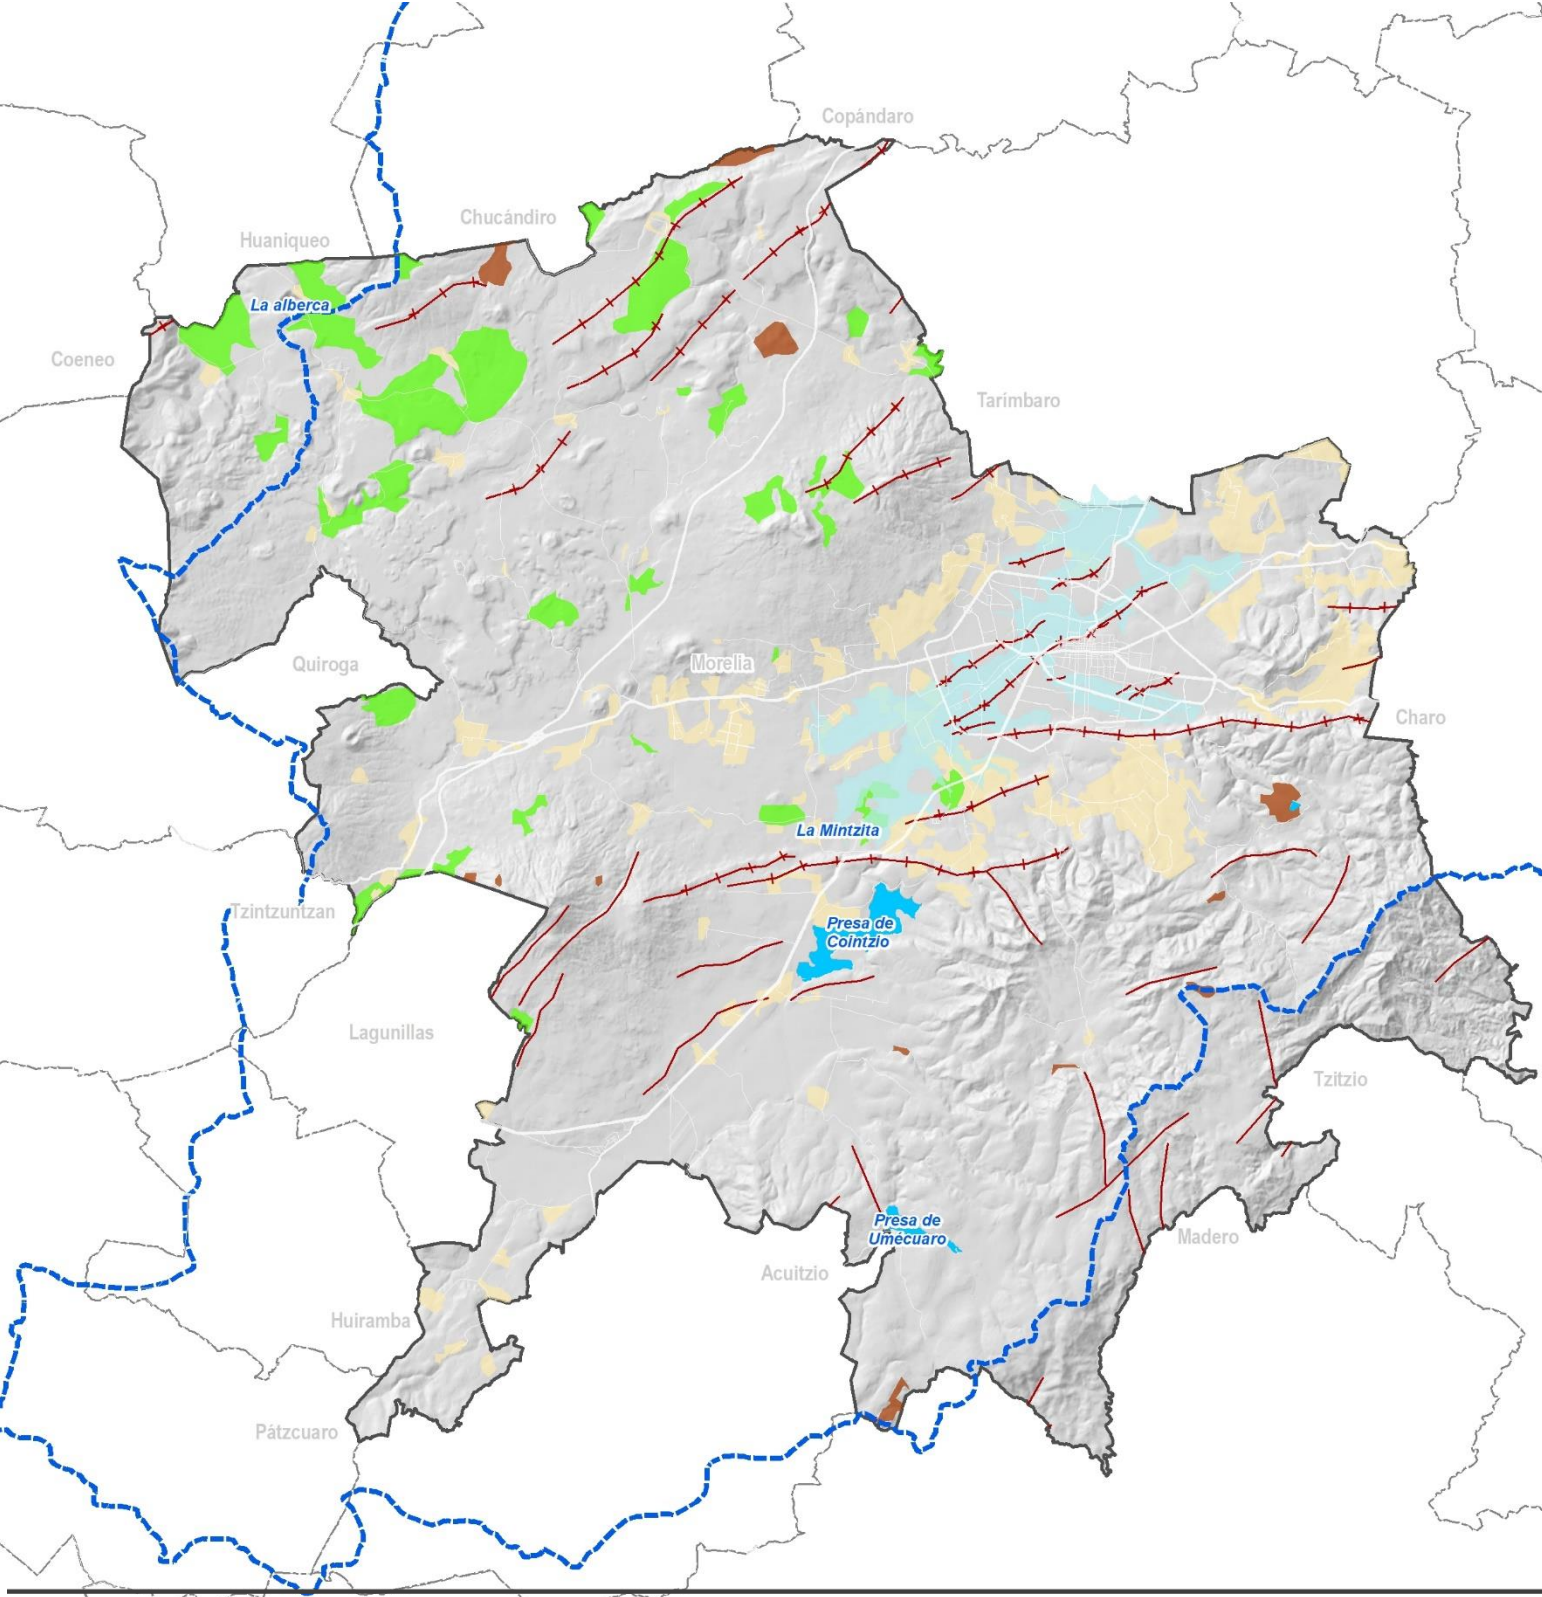 Copándaro
Chucándiro
Huaniqueo
La alberca
Coeneo
Tarímbaro
Quiroga
Morelia
Charo
La Mintzita
Tzintzuntzan
Presa de
Cointzio
Lagunillas
Tzitzio
Presa de
Umécuaro
Madero
Acuitzio
Huiramba
Pátzcuaro